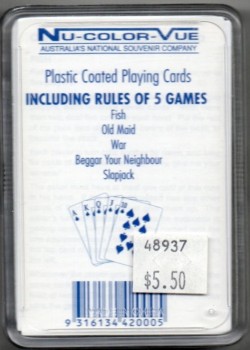 NU-COLOR-VUE
AUSTRALIA'S NATIONAL SOUVENIR COMPANY
Plastic Coated Playing Cards
INCLUDING RULES OF 5 GAMES
Fish
Old Maid
War
Beggar Your Neighbour
Slapjack
A K Q J 10
48937
$5.50
9 316134 420005